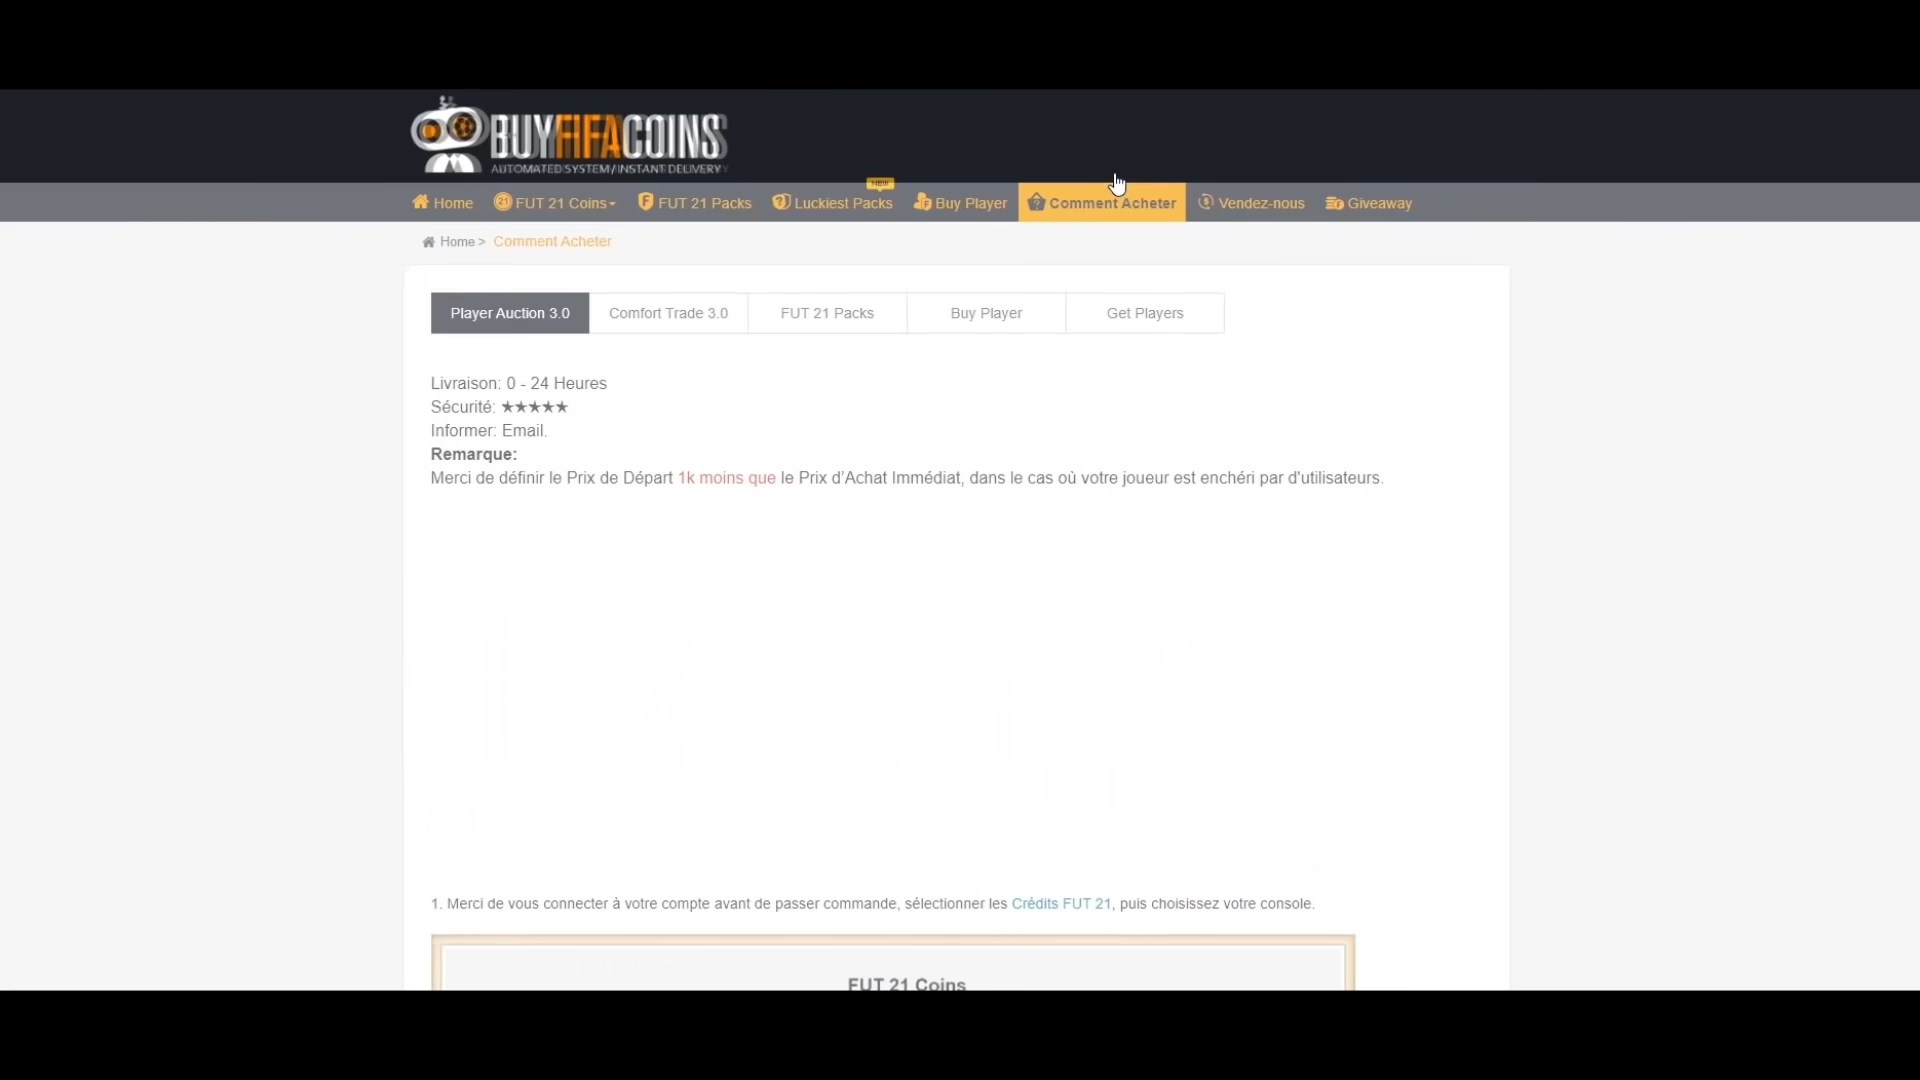 BUYFIFACOINS
AUTOMATED SYSTEM / INSTANT DELIVERY
NEW
Home FUT 21 Coins FUT 21 Packs Luckiest Packs Buy Player Comment Acheter Vendez-nous Giveaway
Home > Comment Acheter
Player Auction 3.0 Comfort Trade 3.0 FUT 21 Packs Buy Player Get Players
Livraison: 0 - 24 Heures
Sécurité: ★★★★★
Informer: Email.
Remarque:
Merci de définir le Prix de Départ 1k moins que le Prix d’Achat Immédiat, dans le cas où votre joueur est enchéri par d'utilisateurs.
1. Merci de vous connecter à votre compte avant de passer commande, sélectionner les Crédits FUT 21, puis choisissez votre console.
FUT 21 Coins